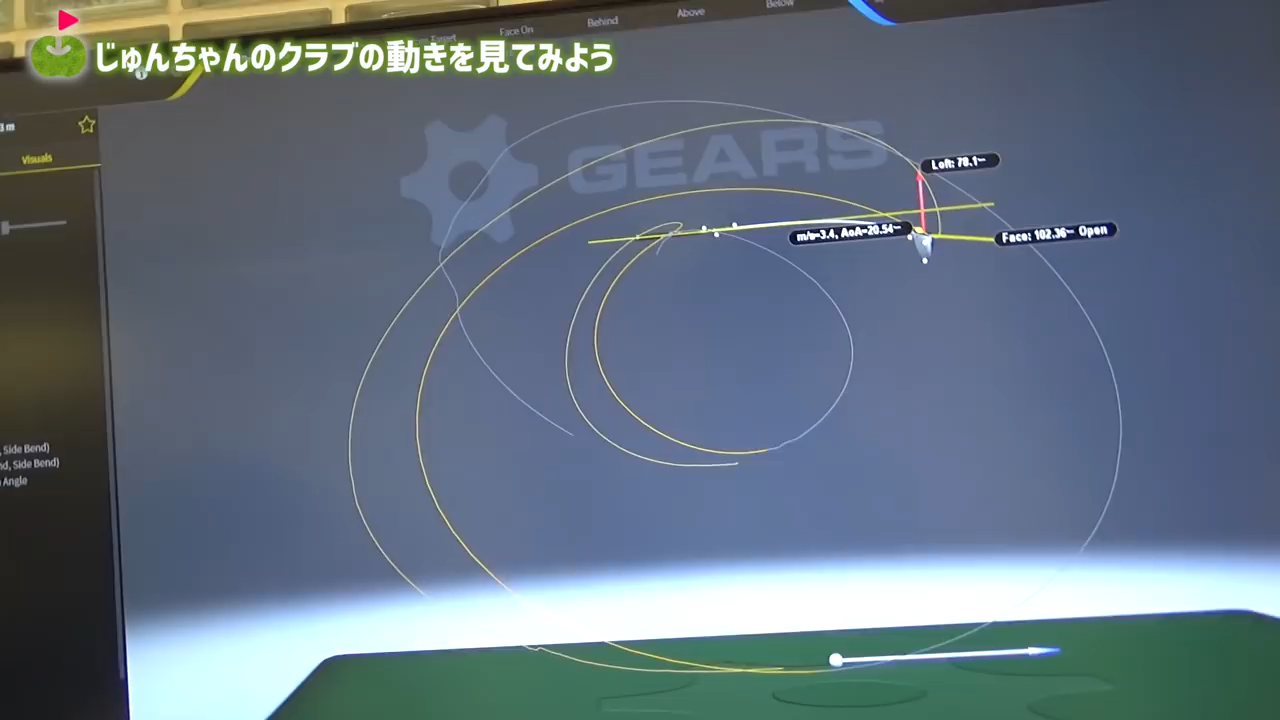 Behind
Above
Below
Face On
じゅんちゃんのクラブの動きを見てみよう
3 m
Visuals
GEARS
Loft: 78.1~
m/s=3.4, AoA=20.54~
Face: 102.36~ Open
, Side Bend)
nd, Side Bend)
Angle